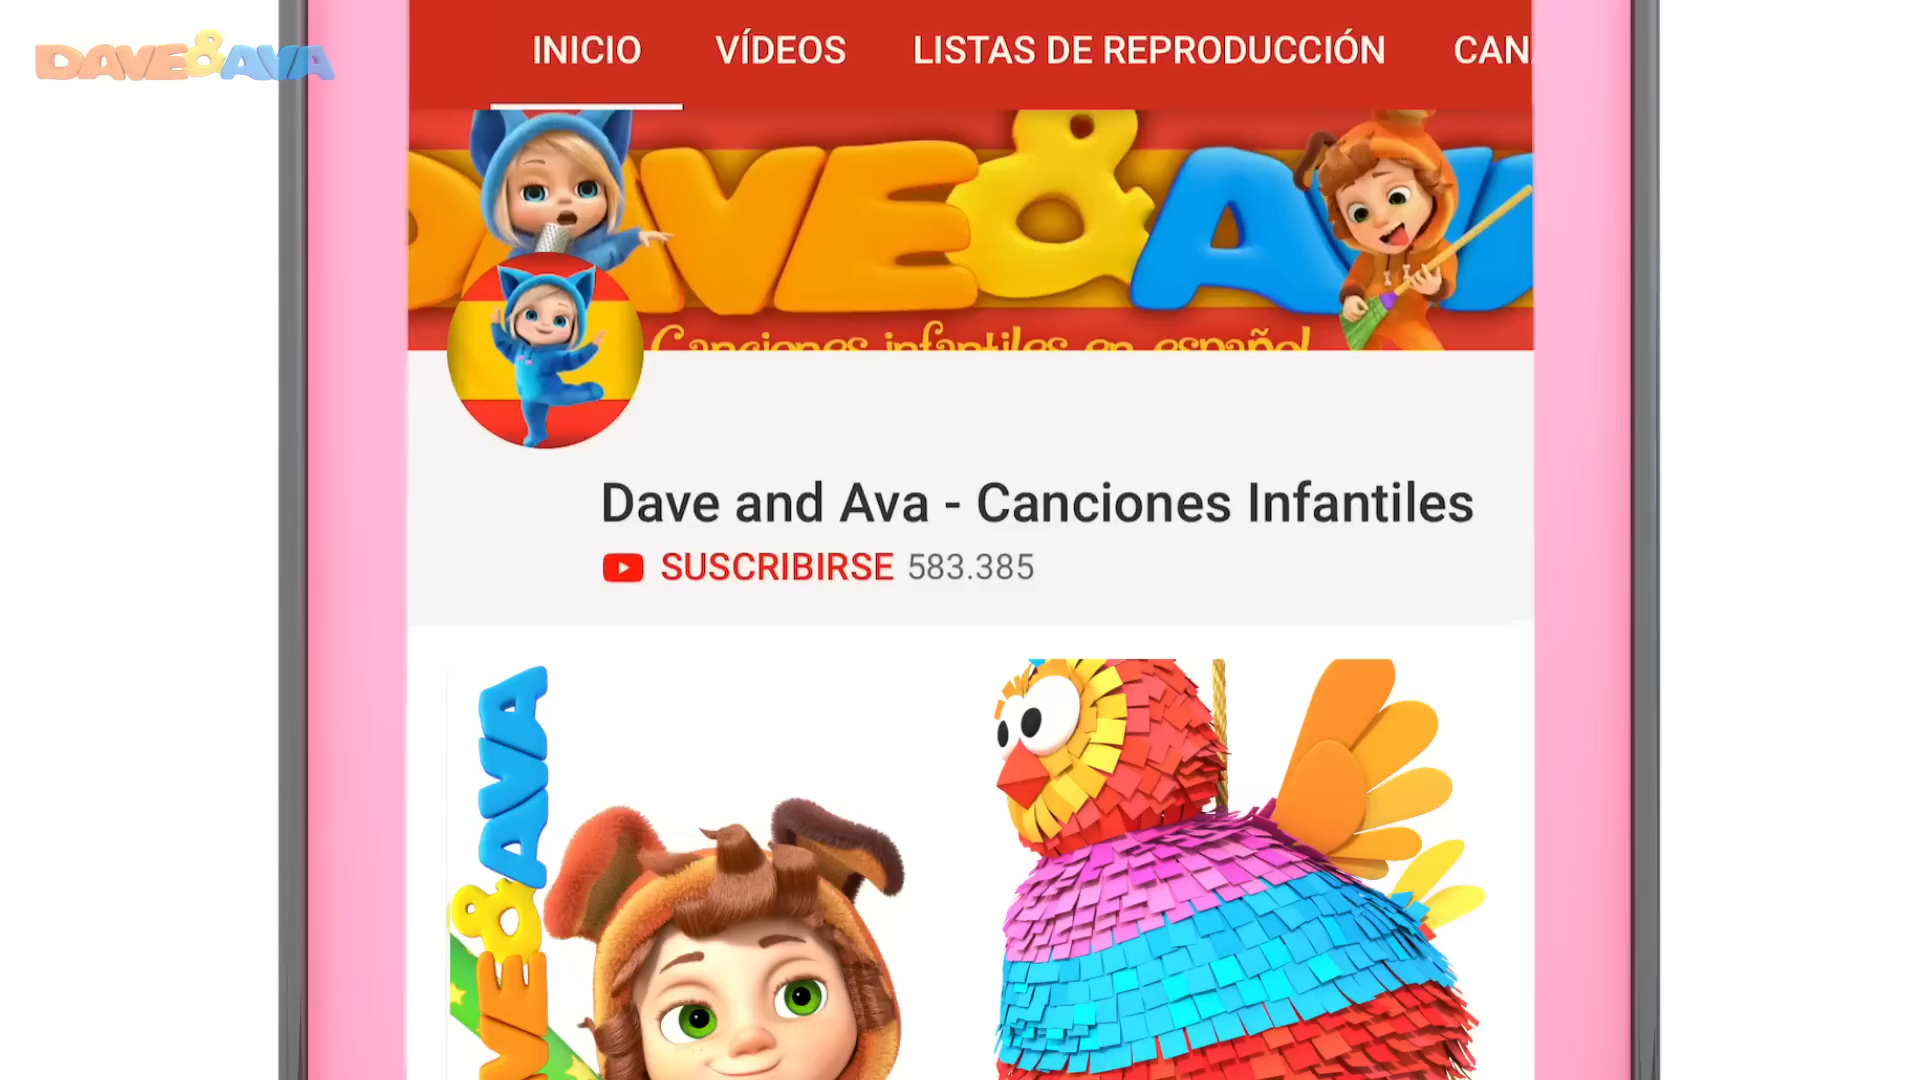 DAVE&AVA
INICIO VÍDEOS LISTAS DE REPRODUCCIÓN CAN
DAVE&AVA
Canciones infantiles en español
Dave and Ava - Canciones Infantiles
SUSCRIBIRSE 583.385
VE&AVA